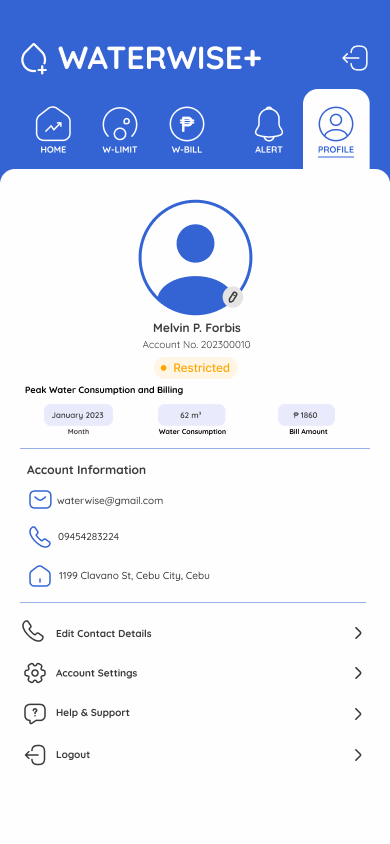 WATERWISE+
HOME W-LIMIT W-BILL ALERT PROFILE
Melvin P. Forbis
Account No. 202300010
Restricted
Peak Water Consumption and Billing
January 2023 62 m³ ₱ 1860
Month Water Consumption Bill Amount
Account Information
waterwise@gmail.com
09454283224
1199 Clavano St, Cebu City, Cebu
Edit Contact Details
Account Settings
Help & Support
Logout